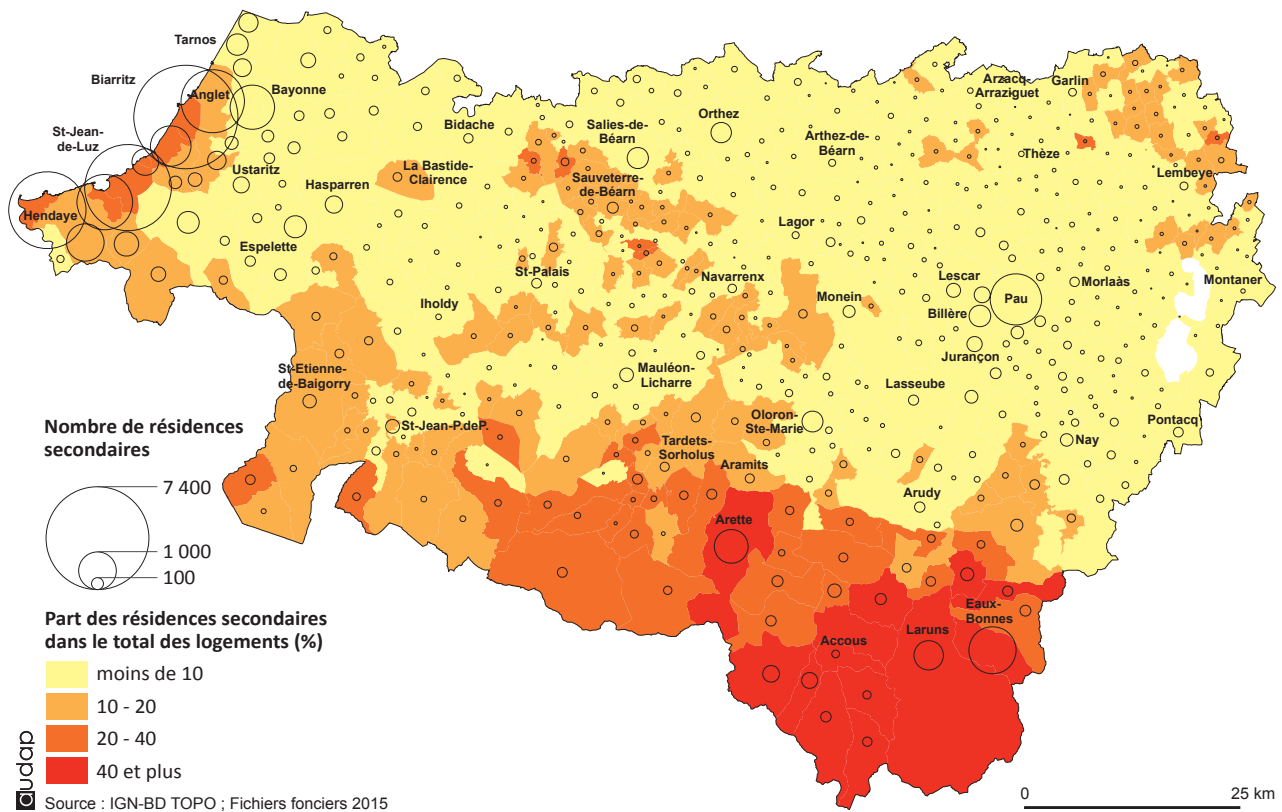 Tarnos
Biarritz
Anglet
Bayonne
St-Jean-
de-Luz
Bidache
Salies-de-
Béarn
Orthez
Arthez-de-
Béarn
Arzacq-
Arraziguet
Garlin
Thèze
Lembeye
Ustaritz
La Bastide-
Clairence
Hasparren
Sauveterre-
de-Béarn
Hendaye
Espelette
Lagor
St-Palais
Navarrenx
Iholdy
Monein
Lescar
Pau
Billère
Morlaàs
Montaner
Jurançon
St-Etienne-
de-Baigorry
Mauléon-
Licharre
Lasseube
St-Jean-P.deP.
Oloron-
Ste-Marie
Tardets-
Sorholus
Aramits
Nay
Pontacq
Arudy
Arette
Eaux-
Bonnes
Accous
Laruns
Nombre de résidences
secondaires
7 400
1 000
100
Part des résidences secondaires
dans le total des logements (%)
moins de 10
10 - 20
20 - 40
40 et plus
audap
Source : IGN-BD TOPO ; Fichiers fonciers 2015
0 25 km